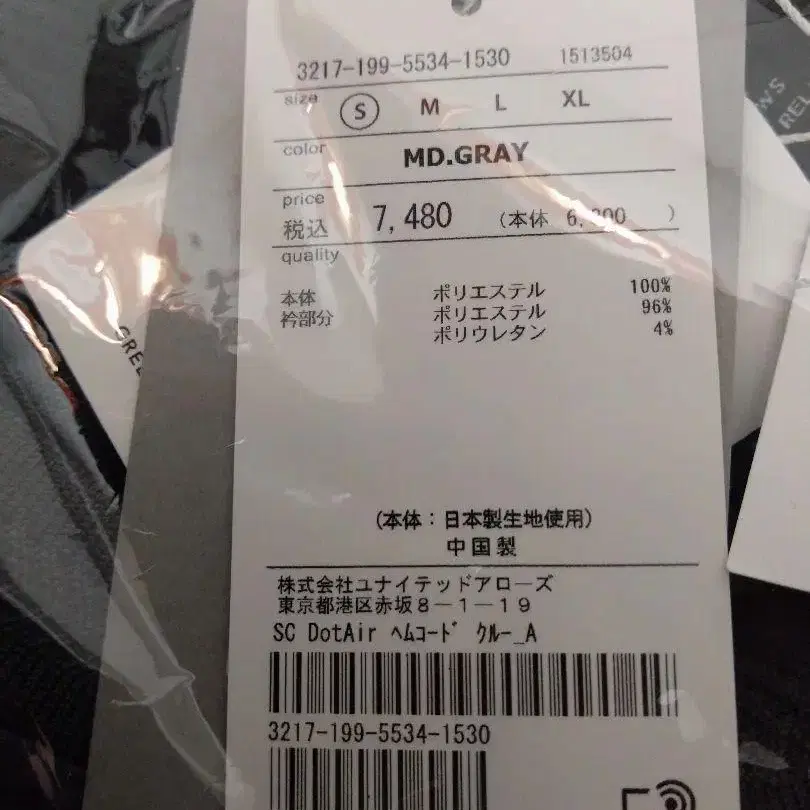 3217-199-5534-1530 1513504
size S M L XL
color MD.GRAY
price
税込 7,480 (本体 )
quality
本体 ポリエステル 100%
衿部分 ポリエステル 96%
ポリウレタン 4%
(本体:日本製生地使用)
中国製
株式会社ユナイテッドアローズ
東京都港区赤坂8-1-19
SC DotAir ヘムコード クルー_A
3217-199-5534-1530